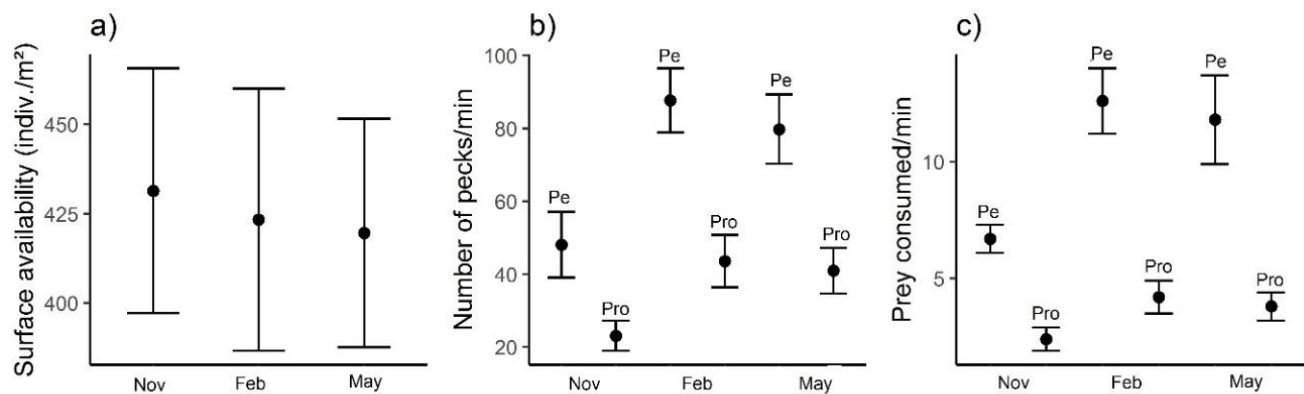 a)
Surface availability (indiv./m²)
450
425
400
Nov
Feb
May
b)
Number of pecks/min
100
80
60
40
20
Pe
Pro
Pe
Pro
Pe
Pro
Nov
Feb
May
c)
Prey consumed/min
10
5
Pe
Pro
Pe
Pro
Pe
Pro
Nov
Feb
May